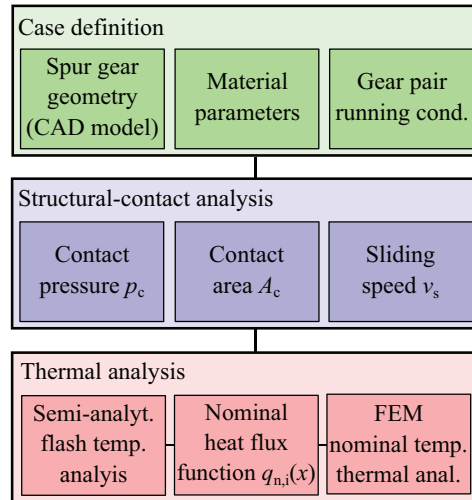 Case definition
Spur gear
geometry
(CAD model)
Material
parameters
Gear pair
running cond.
Structural-contact analysis
Contact
pressure pc
Contact
area Ac
Sliding
speed vs
Thermal analysis
Semi-analyt.
flash temp.
analyis
Nominal
heat flux
function qn,i(x)
FEM
nominal temp.
thermal anal.